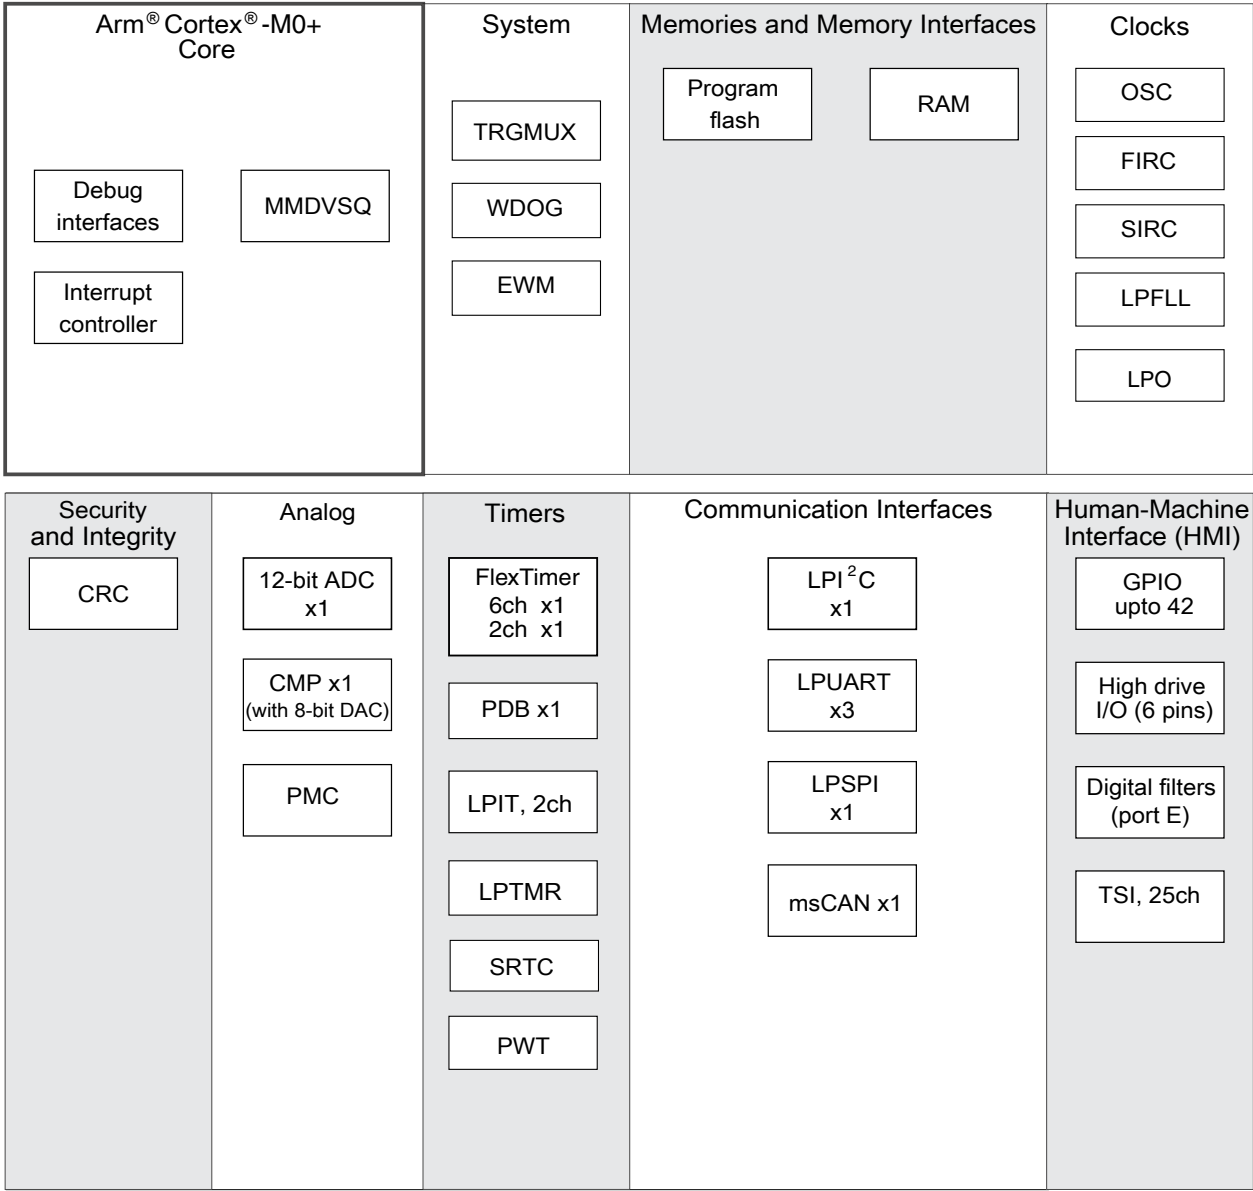 Arm® Cortex®-M0+
Core
Debug
interfaces
MMDVSQ
Interrupt
controller
System
TRGMUX
WDOG
EWM
Memories and Memory Interfaces
Program
flash
RAM
Clocks
OSC
FIRC
SIRC
LPFLL
LPO
Security
and Integrity
CRC
Analog
12-bit ADC
x1
CMP x1
(with 8-bit DAC)
PMC
Timers
FlexTimer
6ch x1
2ch x1
PDB x1
LPIT, 2ch
LPTMR
SRTC
PWT
Communication Interfaces
LPI²C
x1
LPUART
x3
LPSPI
x1
msCAN x1
Human-Machine
Interface (HMI)
GPIO
upto 42
High drive
I/O (6 pins)
Digital filters
(port E)
TSI, 25ch